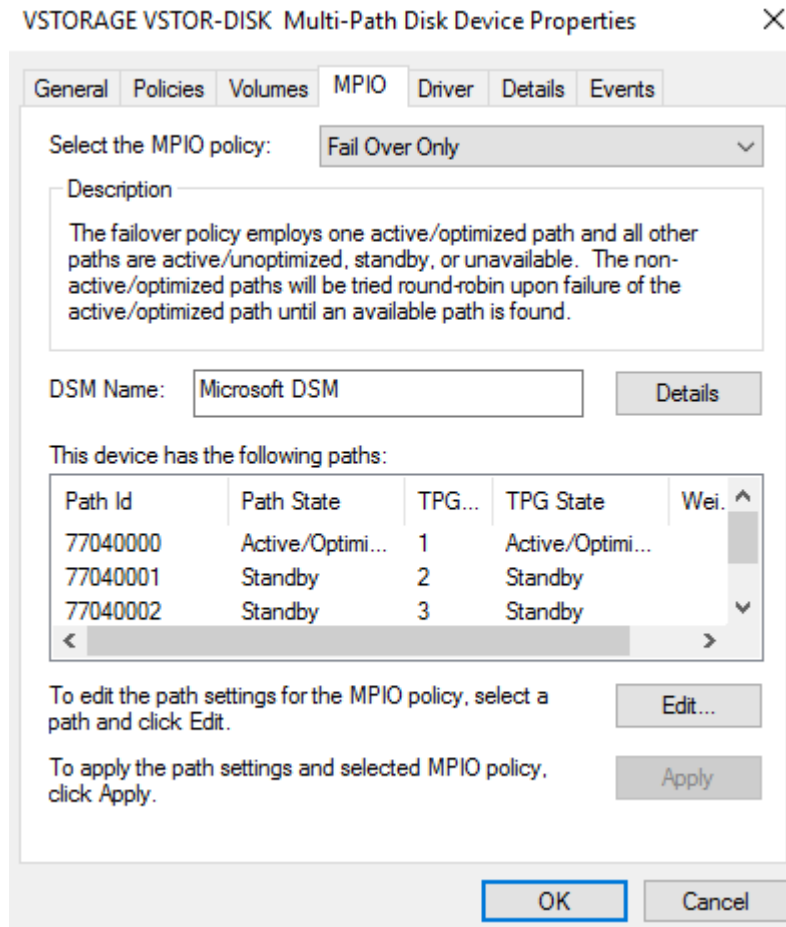 VSTORAGE VSTOR-DISK Multi-Path Disk Device Properties
General Policies Volumes MPIO Driver Details Events
Select the MPIO policy: Fail Over Only
Description
The failover policy employs one active/optimized path and all other
paths are active/unoptimized, standby, or unavailable. The non-
active/optimized paths will be tried round-robin upon failure of the
active/optimized path until an available path is found.
DSM Name: Microsoft DSM Details
This device has the following paths:
Path Id Path State TPG... TPG State Wei.
77040000 Active/Optimi... 1 Active/Optimi...
77040001 Standby 2 Standby
77040002 Standby 3 Standby
To edit the path settings for the MPIO policy, select a
path and click Edit.
Edit...
To apply the path settings and selected MPIO policy,
click Apply.
Apply
OK Cancel